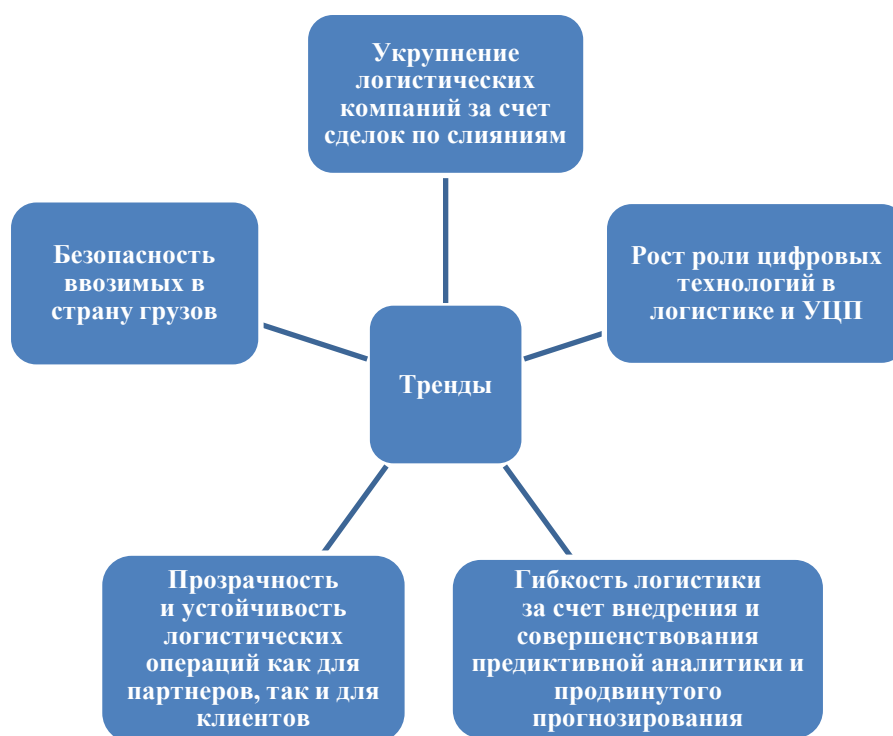 Укрупнение
логистических
компаний за счет
сделок по слияниям
Безопасность
ввозимых в
страну грузов
Рост роли цифровых
технологий в
логистике и УЦП
Тренды
Прозрачность
и устойчивость
логистических
операций как для
партнеров, так и для
клиентов
Гибкость логистики
за счет внедрения и
совершенствования
предиктивной аналитики и
продвинутого
прогнозирования